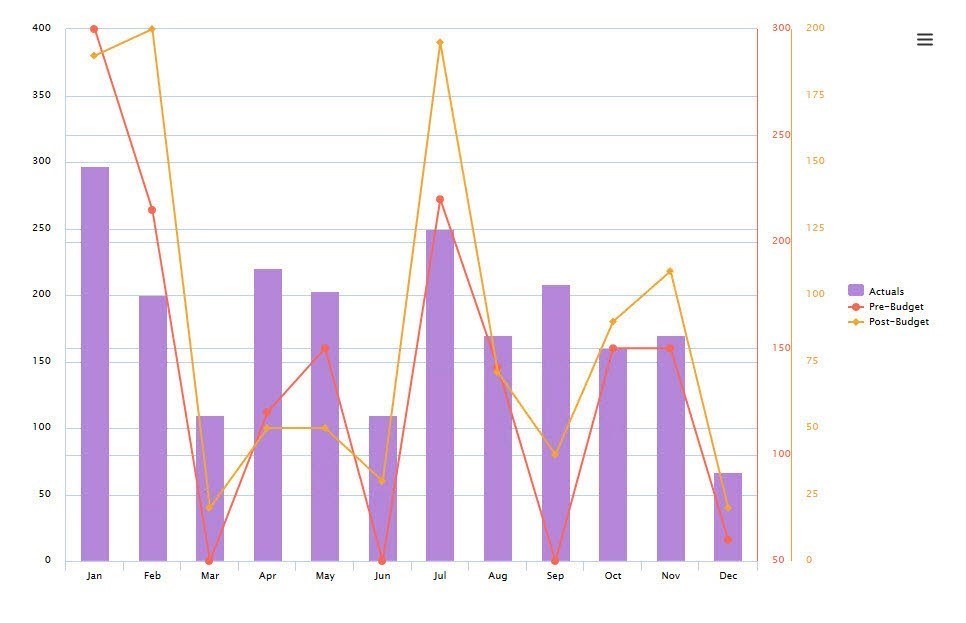 400 300 200
350 175
250
300 150
250 125
200
200 100
Actuals
Pre-Budget
Post-Budget
150 150 75
100 50
100
50 25
0 50 0
Jan Feb Mar Apr May Jun Jul Aug Sep Oct Nov Dec